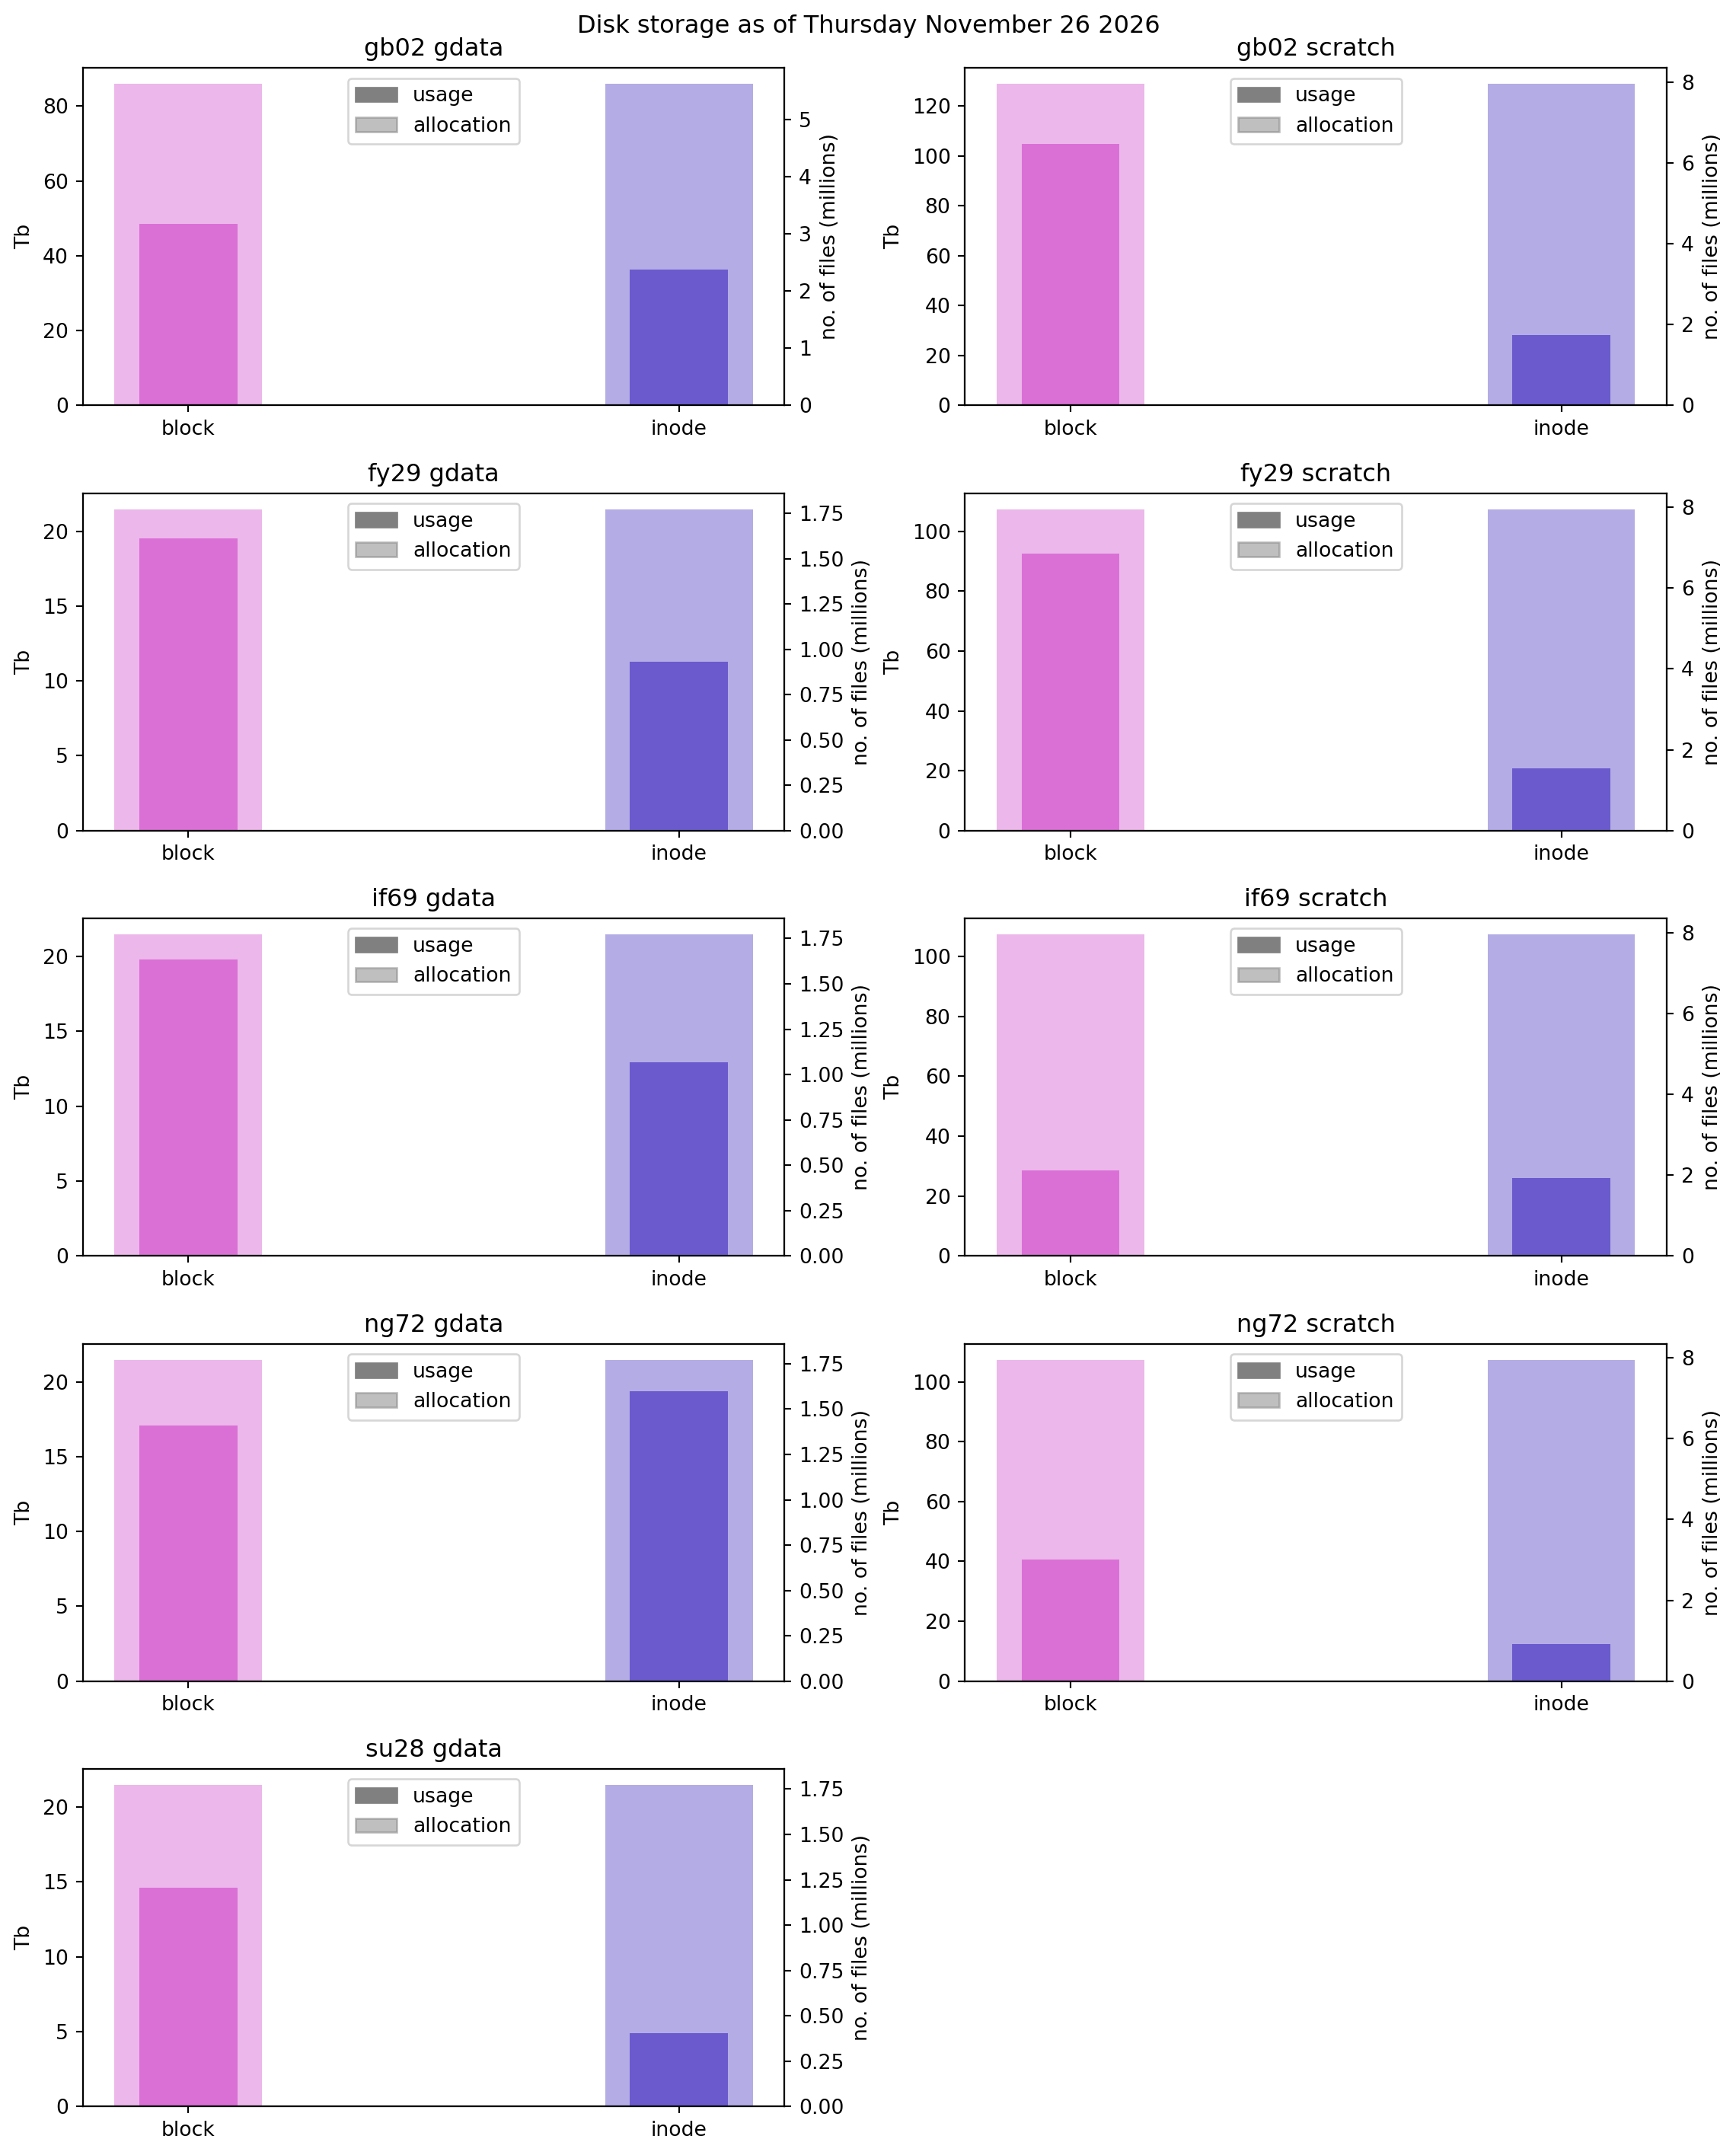 Disk storage as of Thursday November 26 2026
gb02 gdata
usage
allocation
80
60
40
20
0
Tb
5
4
3
2
1
0
no. of files (millions)
block
inode
gb02 scratch
usage
allocation
120
100
80
60
40
20
0
Tb
8
6
4
2
0
no. of files (millions)
block
inode
fy29 gdata
usage
allocation
20
15
10
5
0
Tb
1.75
1.50
1.25
1.00
0.75
0.50
0.25
0.00
no. of files (millions)
block
inode
fy29 scratch
usage
allocation
100
80
60
40
20
0
Tb
8
6
4
2
0
no. of files (millions)
block
inode
if69 gdata
usage
allocation
20
15
10
5
0
Tb
1.75
1.50
1.25
1.00
0.75
0.50
0.25
0.00
no. of files (millions)
block
inode
if69 scratch
usage
allocation
100
80
60
40
20
0
Tb
8
6
4
2
0
no. of files (millions)
block
inode
ng72 gdata
usage
allocation
20
15
10
5
0
Tb
1.75
1.50
1.25
1.00
0.75
0.50
0.25
0.00
no. of files (millions)
block
inode
ng72 scratch
usage
allocation
100
80
60
40
20
0
Tb
8
6
4
2
0
no. of files (millions)
block
inode
su28 gdata
usage
allocation
20
15
10
5
0
Tb
1.75
1.50
1.25
1.00
0.75
0.50
0.25
0.00
no. of files (millions)
block
inode